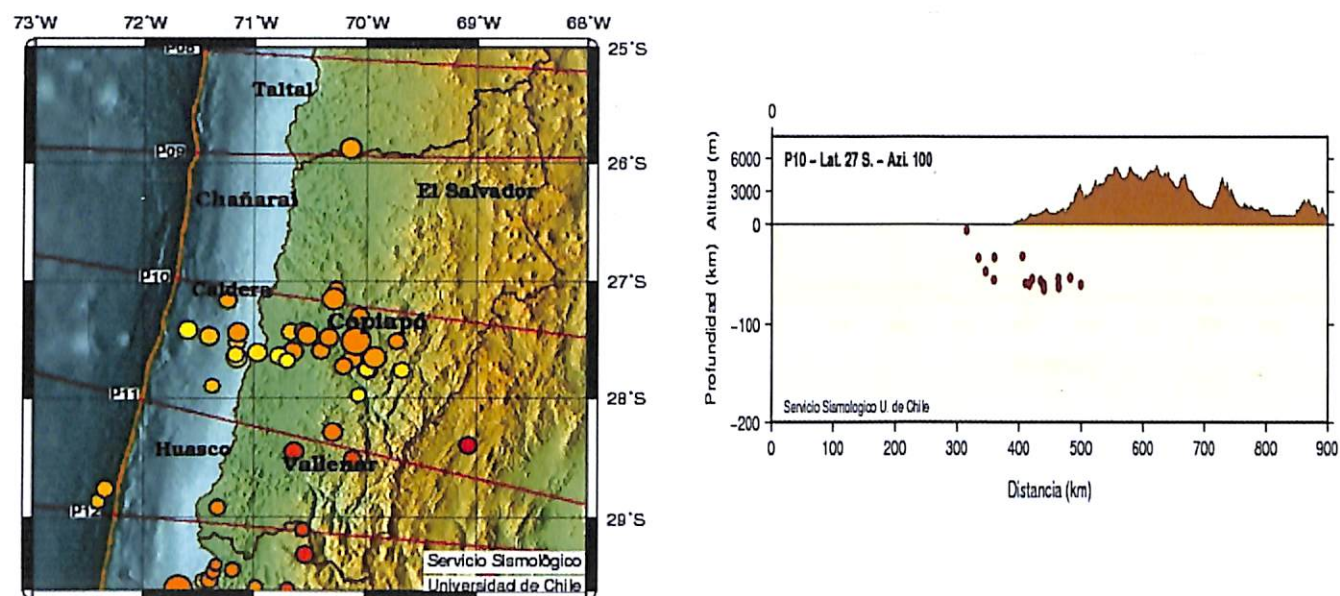 73˚W 72˚W 71˚W 70˚W 69˚W 68˚W
25˚S
P08
Taltal
P09
26˚S
El Salvador
Chañaral
P10
27˚S
Caldera
Copiapó
P11
28˚S
Huasco
Vallenar
P12
29˚S
Servicio Sismológico
Universidad de Chile
0
Altitud (m)
6000
3000
0
P10 – Lat. 27 S. – Azi. 100
Profundidad (km)
−100
−200
Servicio Sismologico U. de Chile
0 100 200 300 400 500 600 700 800 900
Distancia (km)